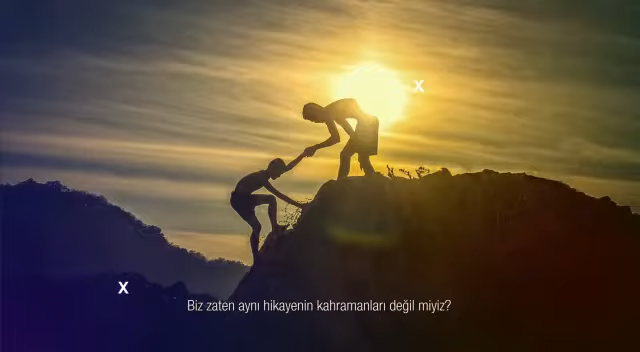 X
X
Biz zaten aynı hikayenin kahramanları değil miyiz?